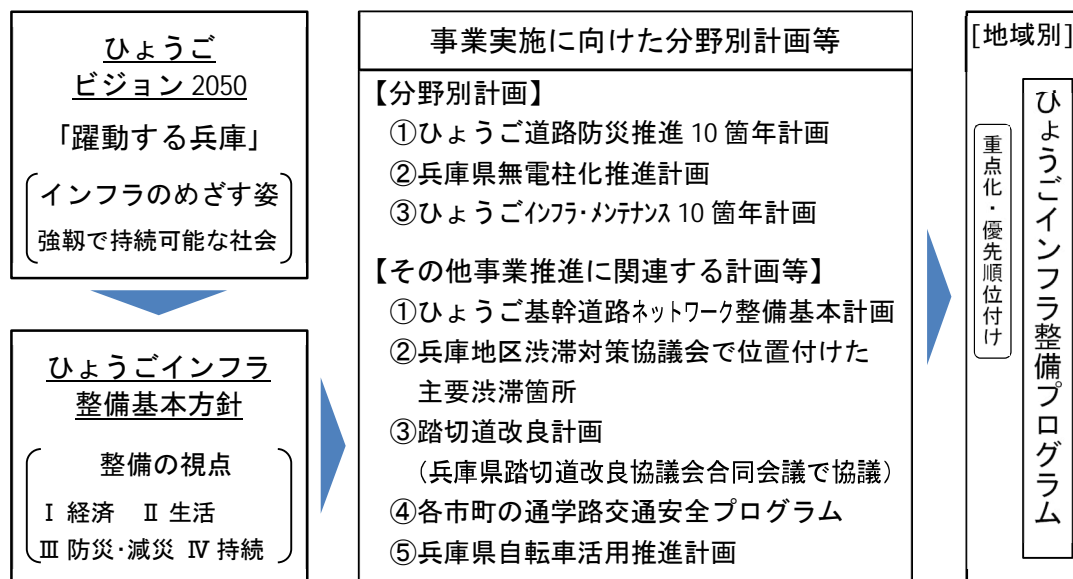 ひょうご
ビジョン 2050
「躍動する兵庫」
インフラのめざす姿
強靱で持続可能な社会
ひょうごインフラ
整備基本方針
整備の視点
Ⅰ 経済 Ⅱ 生活
Ⅲ 防災･減災 Ⅳ 持続
事業実施に向けた分野別計画等
【分野別計画】
①ひょうご道路防災推進 10 箇年計画
②兵庫県無電柱化推進計画
③ひょうごｲﾝﾌﾗ･ﾒﾝﾃﾅﾝｽ 10 箇年計画
【その他事業推進に関連する計画等】
①ひょうご基幹道路ﾈｯﾄﾜｰｸ整備基本計画
②兵庫地区渋滞対策協議会で位置付けた
主要渋滞箇所
③踏切道改良計画
(兵庫県踏切道改良協議会合同会議で協議)
④各市町の通学路交通安全プログラム
⑤兵庫県自転車活用推進計画
[地域別]
重点化・優先順位付け
ひょうごインフラ整備プログラム